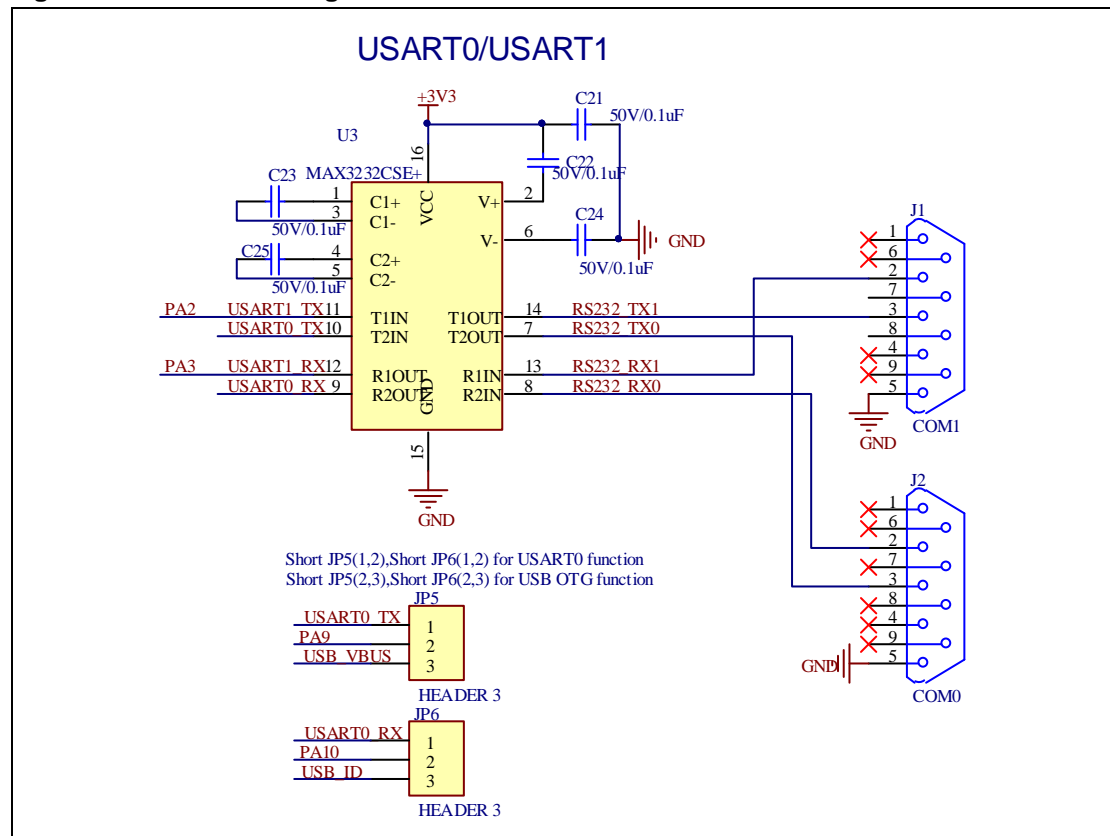 USART0/USART1
+3V3
C21
50V/0.1uF
U3
16
C22
50V/0.1uF
C23
MAX3232CSE+
1
C1+
VCC
V+
2
3
C1-
50V/0.1uF
C24
J1
6
V-
GND
C25
4
C2+
50V/0.1uF
5
C2-
50V/0.1uF
PA2
USART1_TX
11
T1IN
T1OUT
14
RS232_TX1
USART0_TX
10
T2IN
T2OUT
7
RS232_TX0
PA3
USART1_RX
12
R1OUT
R1IN
13
RS232_RX1
USART0_RX
9
R2OUT
GND
R2IN
8
RS232_RX0
15
GND
1
6
2
7
3
8
4
9
5
GND
COM1
J2
1
6
2
7
3
8
4
9
5
GND
COM0
Short JP5(1,2),Short JP6(1,2) for USART0 function
Short JP5(2,3),Short JP6(2,3) for USB OTG function
JP5
USART0_TX
1
PA9
2
USB_VBUS
3
HEADER 3
JP6
USART0_RX
1
PA10
2
USB_ID
3
HEADER 3